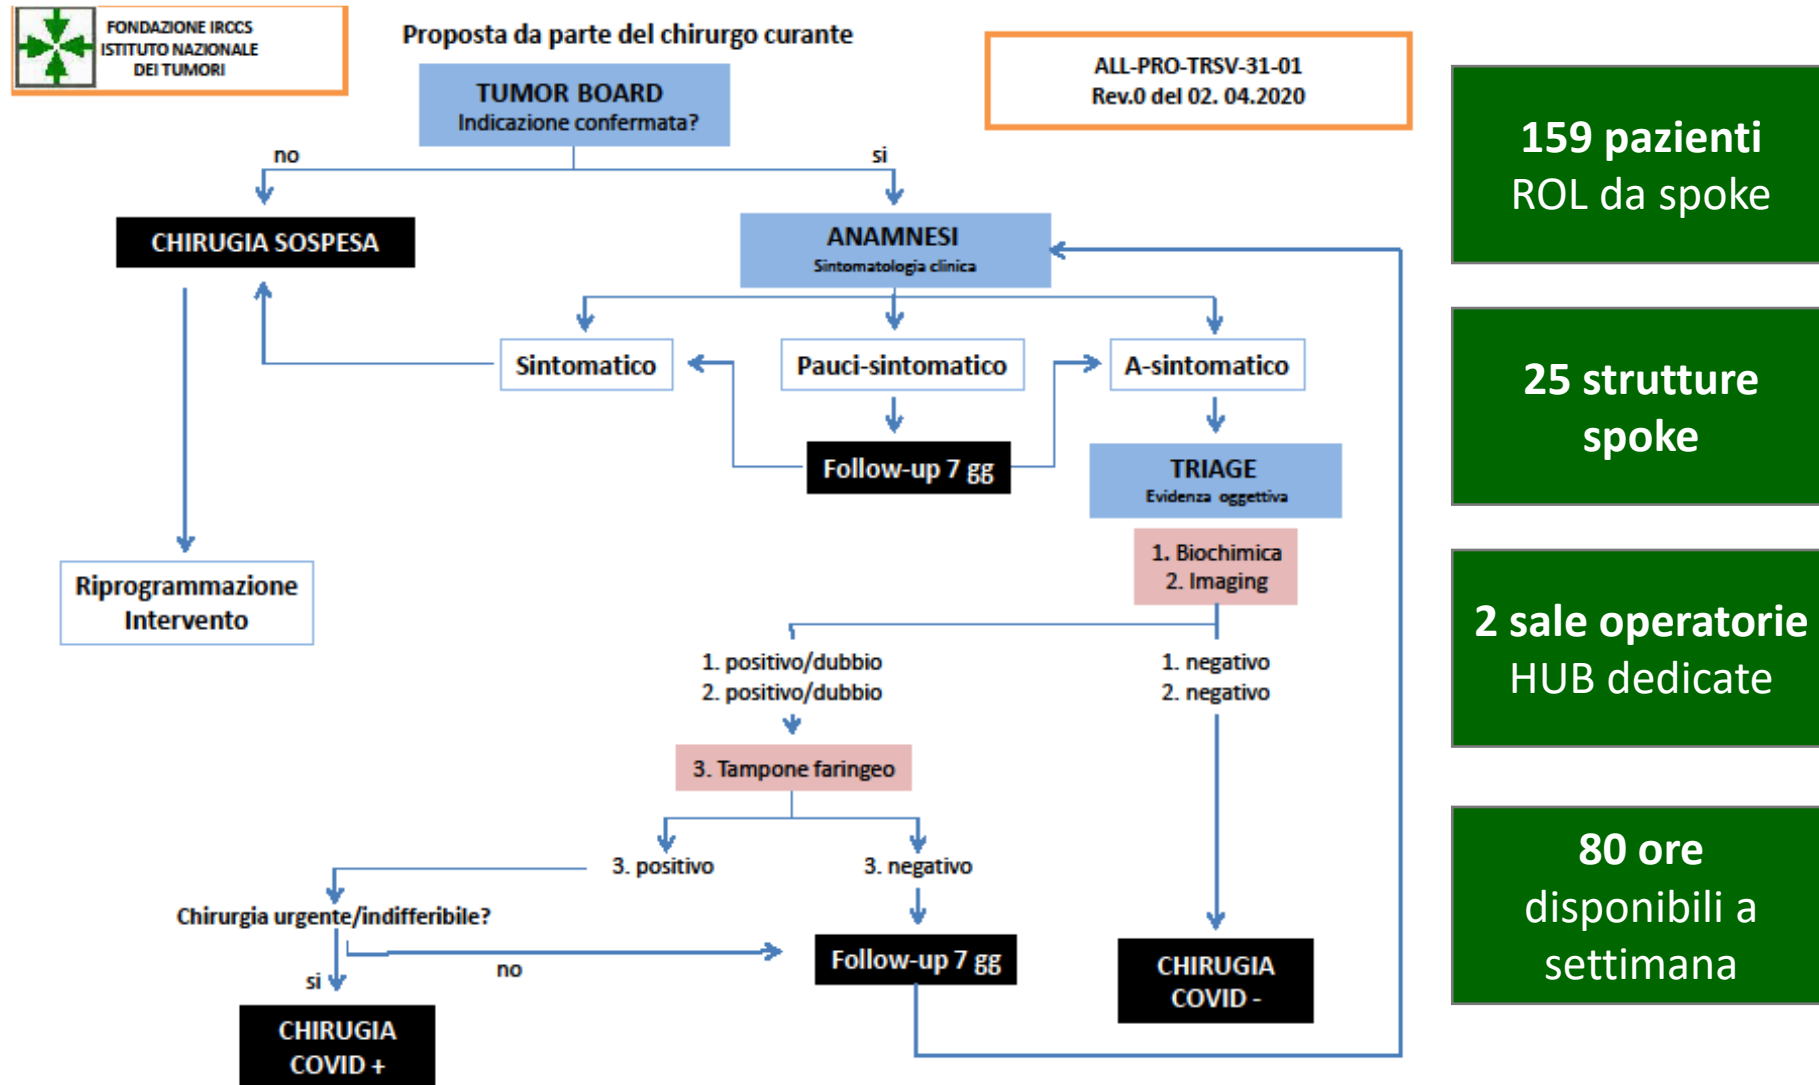 FONDAZIONE IRCCS
ISTITUTO NAZIONALE
DEI TUMORI
Proposta da parte del chirurgo curante
ALL-PRO-TRSV-31-01
Rev.0 del 02. 04.2020
TUMOR BOARD
Indicazione confermata?
no
si
CHIRUGIA SOSPESA
ANAMNESI
Sintomatologia clinica
Sintomatico
Pauci-sintomatico
A-sintomatico
Follow-up 7 gg
TRIAGE
Evidenza oggettiva
1. Biochimica
2. Imaging
Riprogrammazione
Intervento
1. positivo/dubbio
2. positivo/dubbio
1. negativo
2. negativo
3. Tampone faringeo
3. positivo
3. negativo
Chirurgia urgente/indifferibile?
si
no
Follow-up 7 gg
CHIRUGIA
COVID -
CHIRUGIA
COVID +
159 pazienti
ROL da spoke
25 strutture
spoke
2 sale operatorie
HUB dedicate
80 ore
disponibili a
settimana